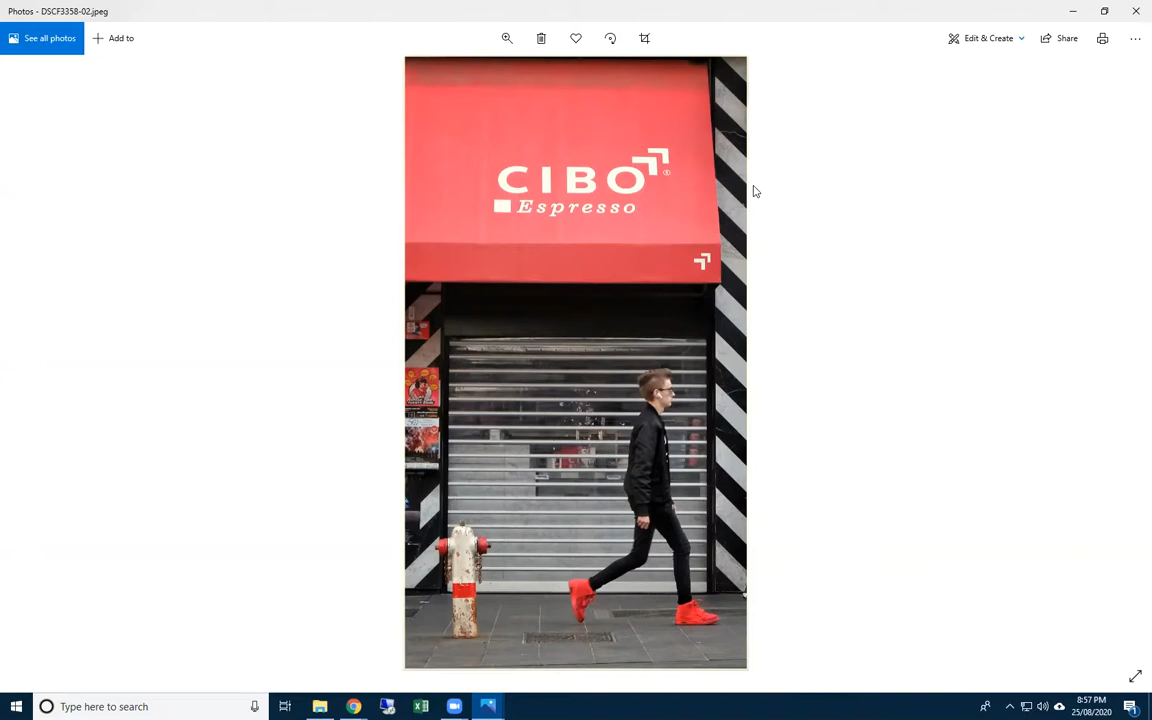 Photos - DSCF3358-02.jpeg
See all photos
Add to
Edit & Create
Share
CIBO ®
Espresso
Type here to search
8:57 PM
25/08/2020
1